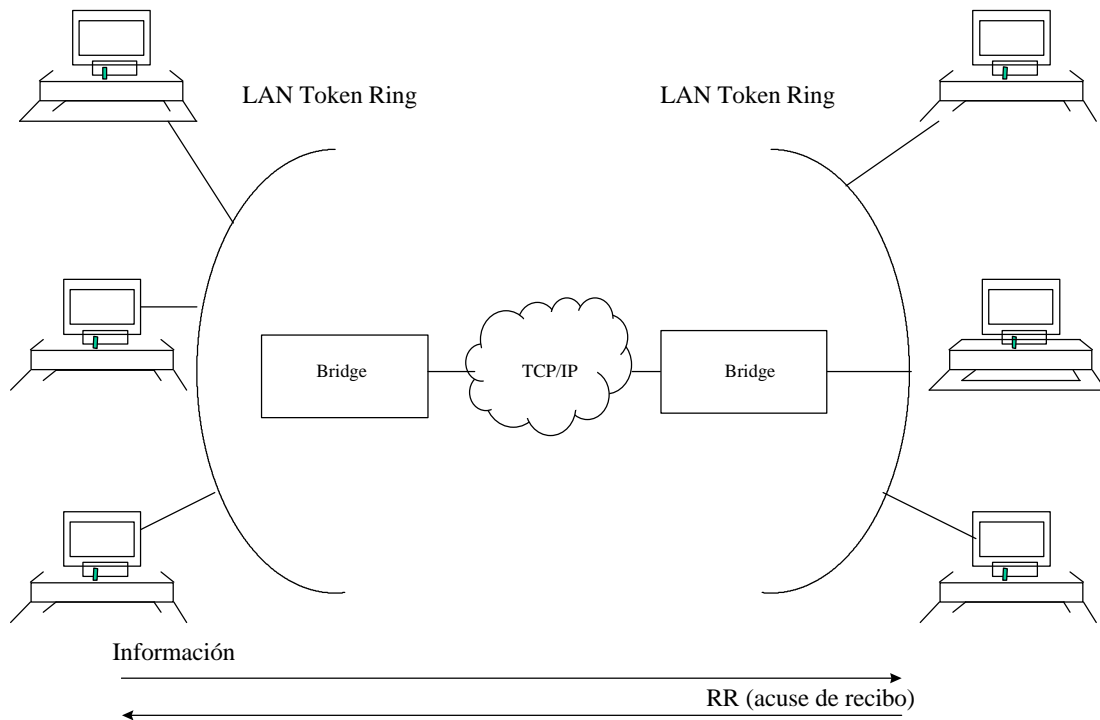 LAN Token Ring
LAN Token Ring
Bridge
TCP/IP
Bridge
Información
RR (acuse de recibo)